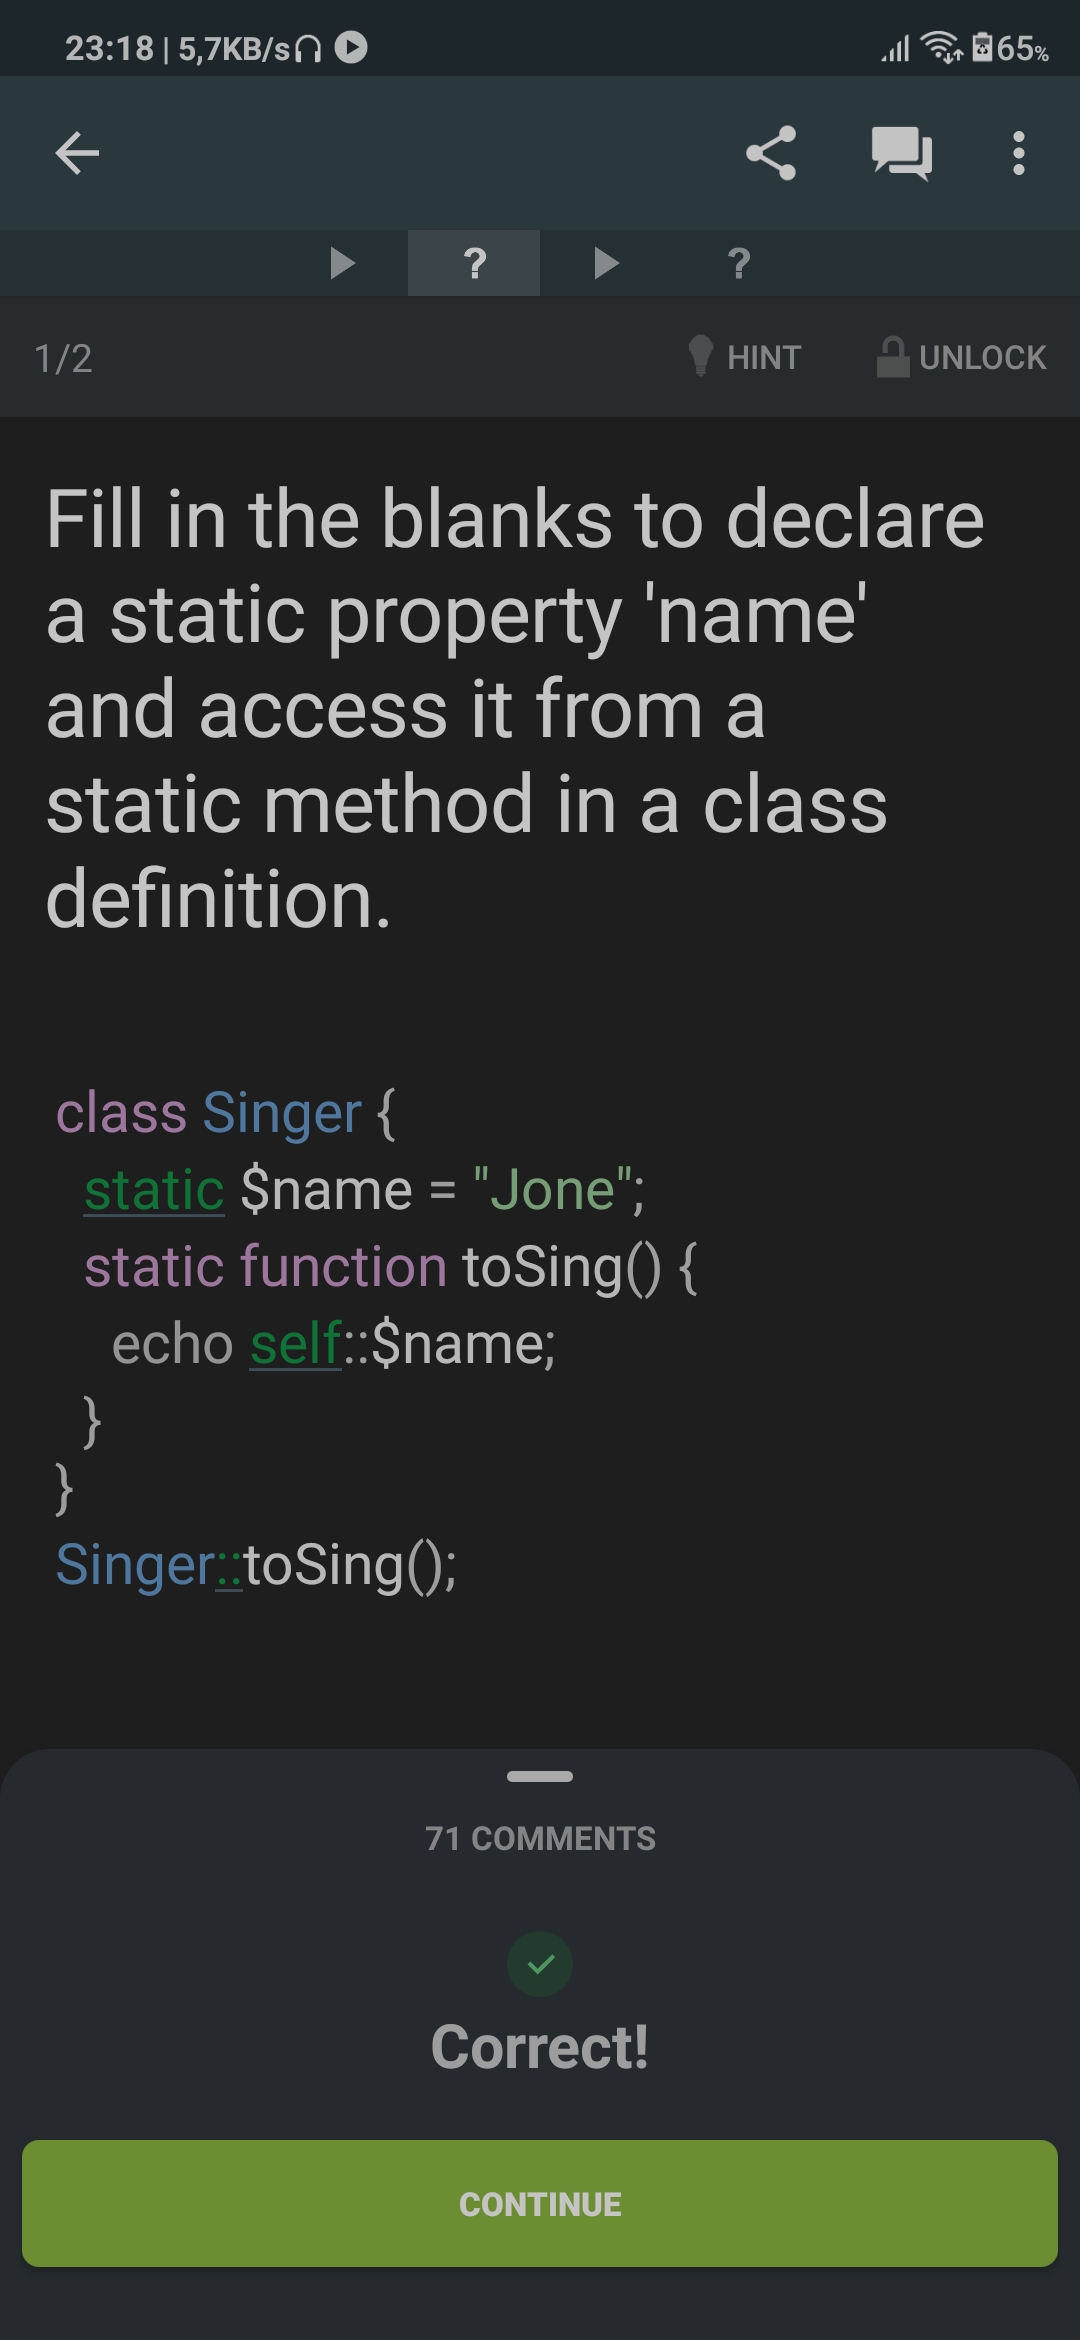 23:18 | 5,7KB/s 65%
? ?
1/2 HINT UNLOCK
Fill in the blanks to declare
a static property 'name'
and access it from a
static method in a class
definition.
class Singer {
static $name = "Jone";
static function toSing() {
echo self::$name;
}
}
Singer::toSing();
71 COMMENTS
Correct!
CONTINUE